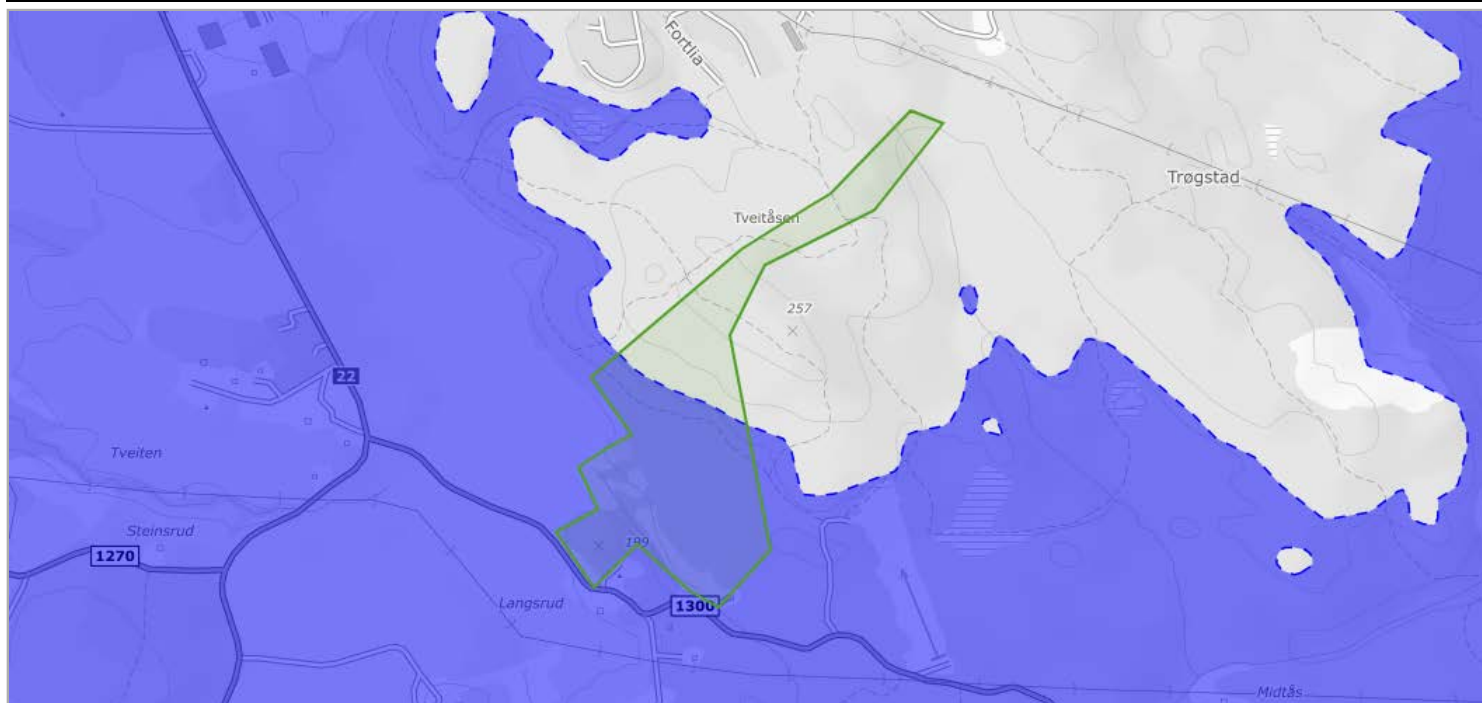 Fortlia
Trøgstad
Tveitåsen
257
22
Tveiten
Steinsrud
199
1270
Langsrud
1300
Midtås